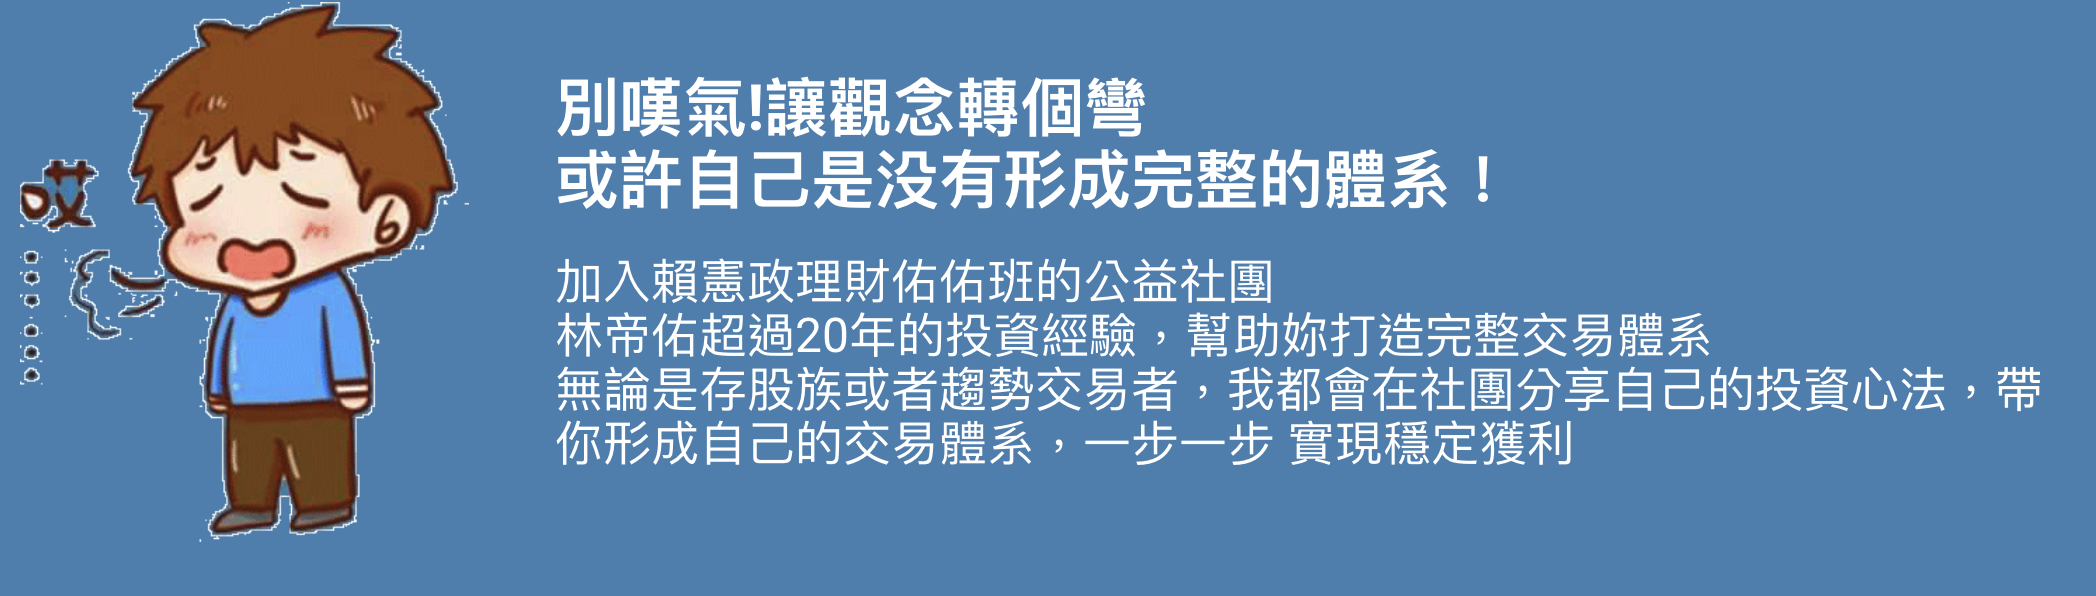 哎
······
別嘆氣!讓觀念轉個彎
或許自己是没有形成完整的體系！
加入賴憲政理財佑佑班的公益社團
林帝佑超過20年的投資經驗，幫助妳打造完整交易體系
無論是存股族或者趨勢交易者，我都會在社團分享自己的投資心法，帶
你形成自己的交易體系，一步一步 實現穩定獲利